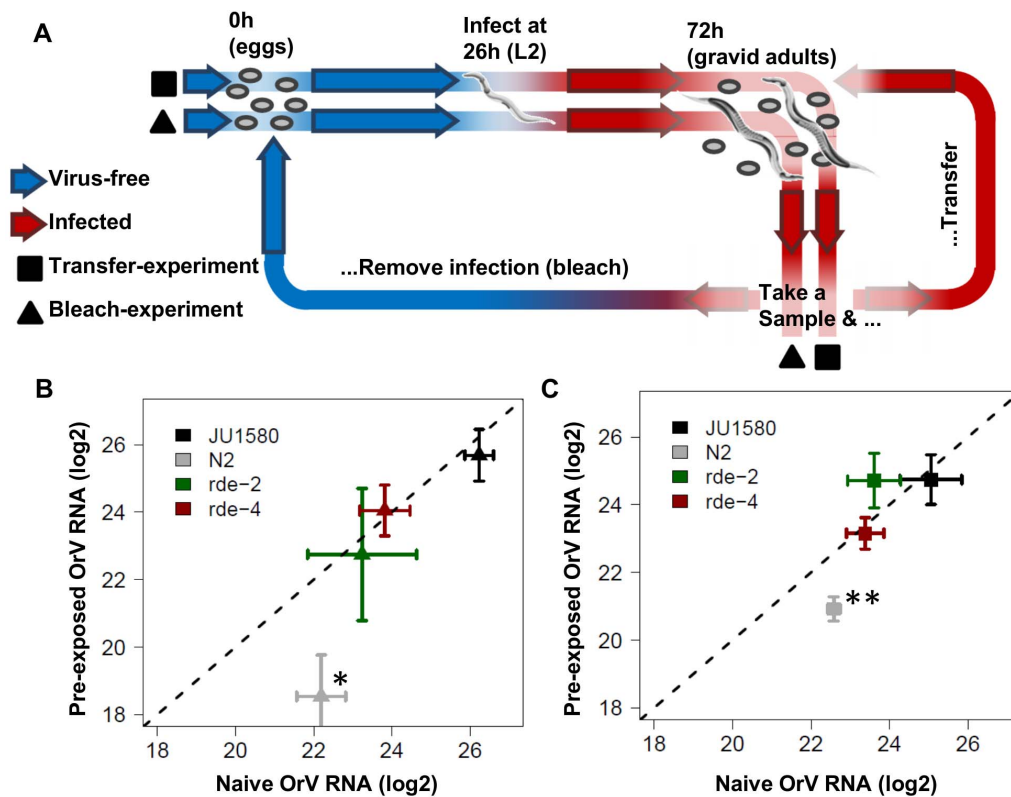 A
0h
(eggs)
Infect at
26h (L2)
72h
(gravid adults)
Virus-free
Infected
Transfer-experiment
Bleach-experiment
...Remove infection (bleach)
Take a
Sample & ...
...Transfer
B
Pre-exposed OrV RNA (log2)
26
24
22
20
18
JU1580
N2
rde-2
rde-4
*
18 20 22 24 26
Naive OrV RNA (log2)
C
Pre-exposed OrV RNA (log2)
26
24
22
20
18
JU1580
N2
rde-2
rde-4
**
18 20 22 24 26
Naive OrV RNA (log2)